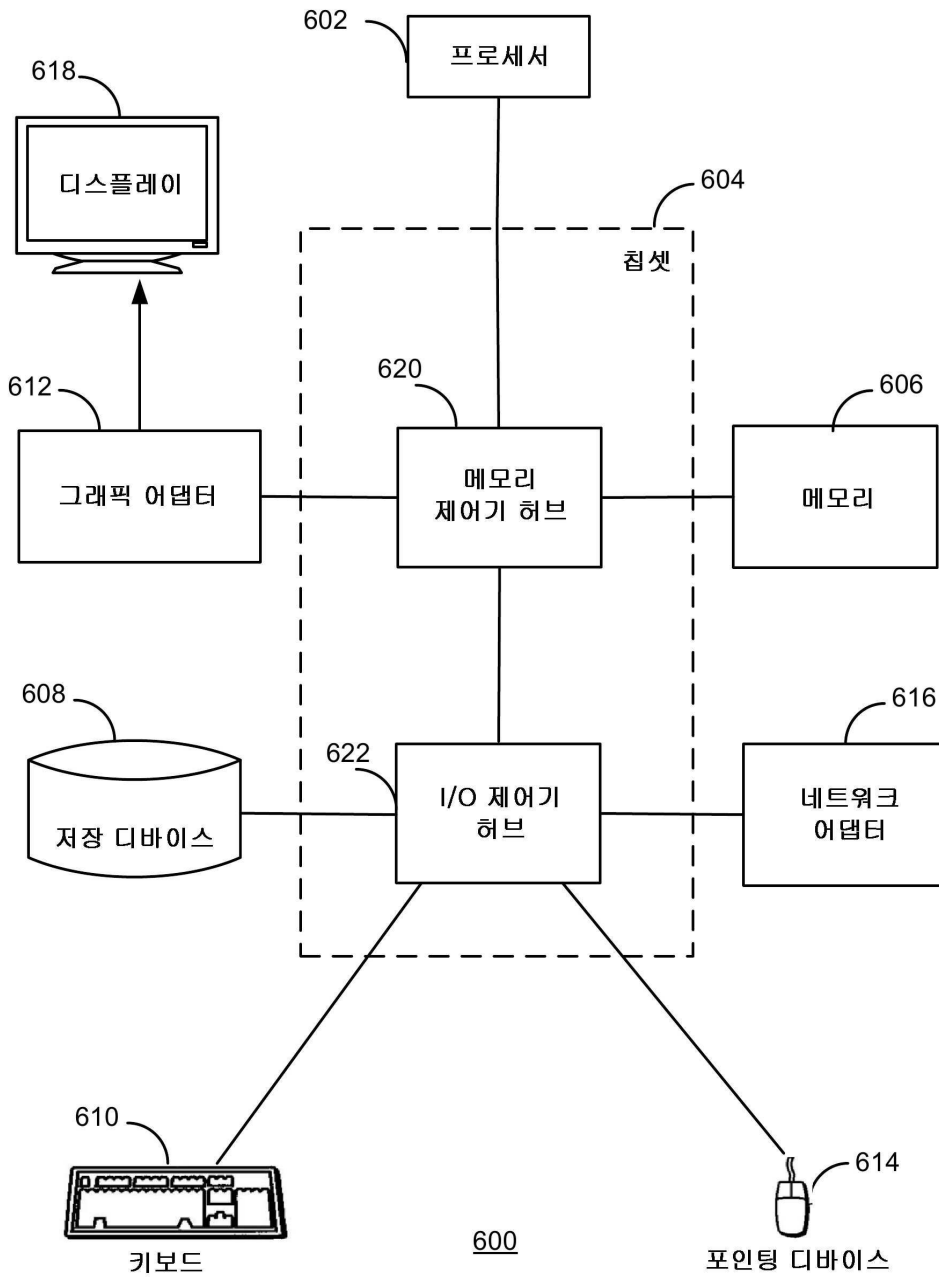 602
프로세서
618
디스플레이
604
칩셋
620
612
606
메모리
제어기 허브
그래픽 어댑터
메모리
608
616
622
I/O 제어기
허브
네트워크
어댑터
저장 디바이스
610
614
키보드
600
포인팅 디바이스